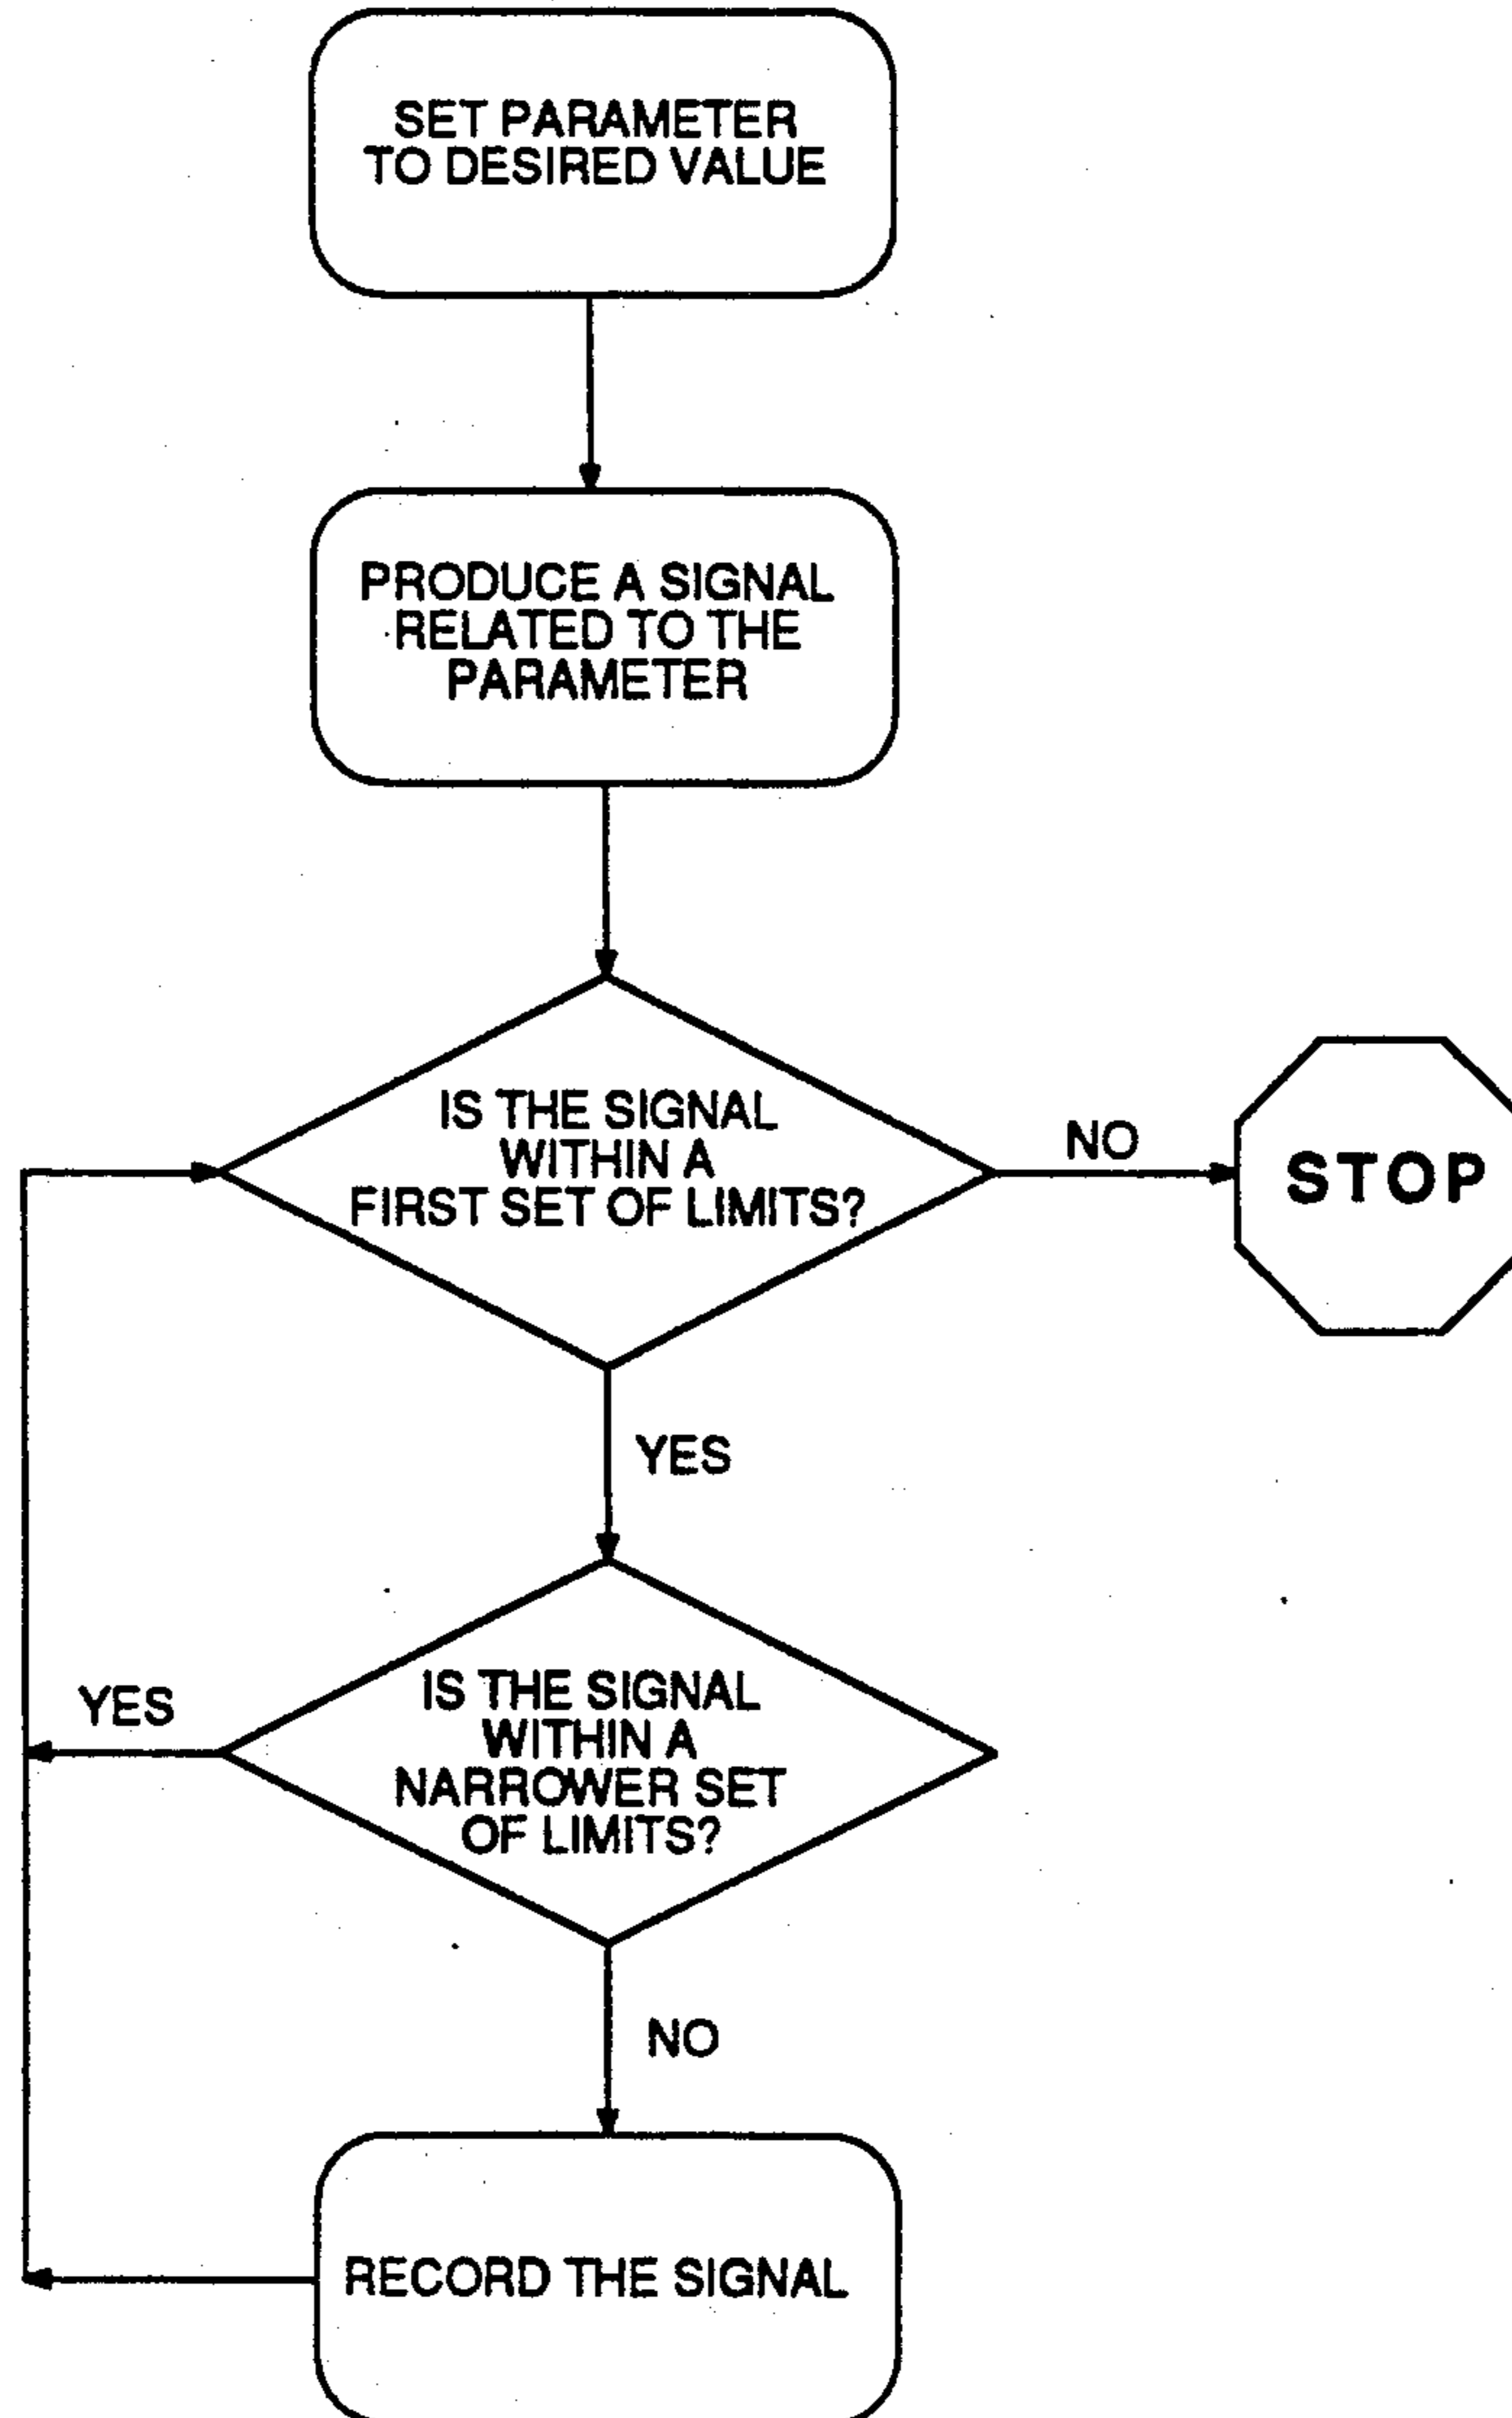 SET PARAMETER
TO DESIRED VALUE
PRODUCE A SIGNAL
RELATED TO THE
PARAMETER
IS THE SIGNAL
WITHIN A
FIRST SET OF LIMITS?
NO
STOP
YES
IS THE SIGNAL
WITHIN A
NARROWER SET
OF LIMITS?
YES
NO
RECORD THE SIGNAL